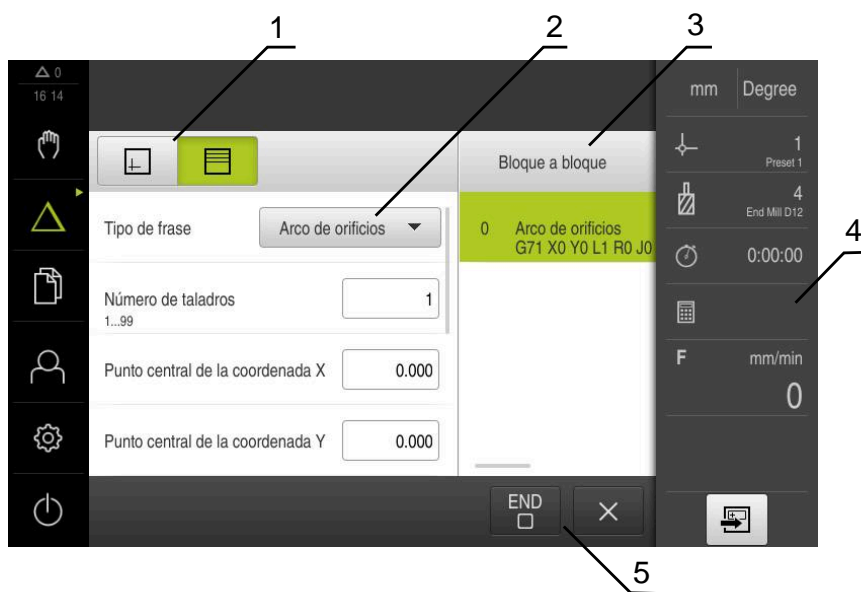 1
2
3
0
16 14
mm Degree
1
Preset 1
Bloque a bloque
4
End Mill D12
Tipo de frase
Arco de orificios
0 Arco de orificios
G71 X0 Y0 L1 R0 J0
4
0:00:00
Número de taladros
1...99
1
Punto central de la coordenada X
0.000
F mm/min
0
Punto central de la coordenada Y
0.000
END
5